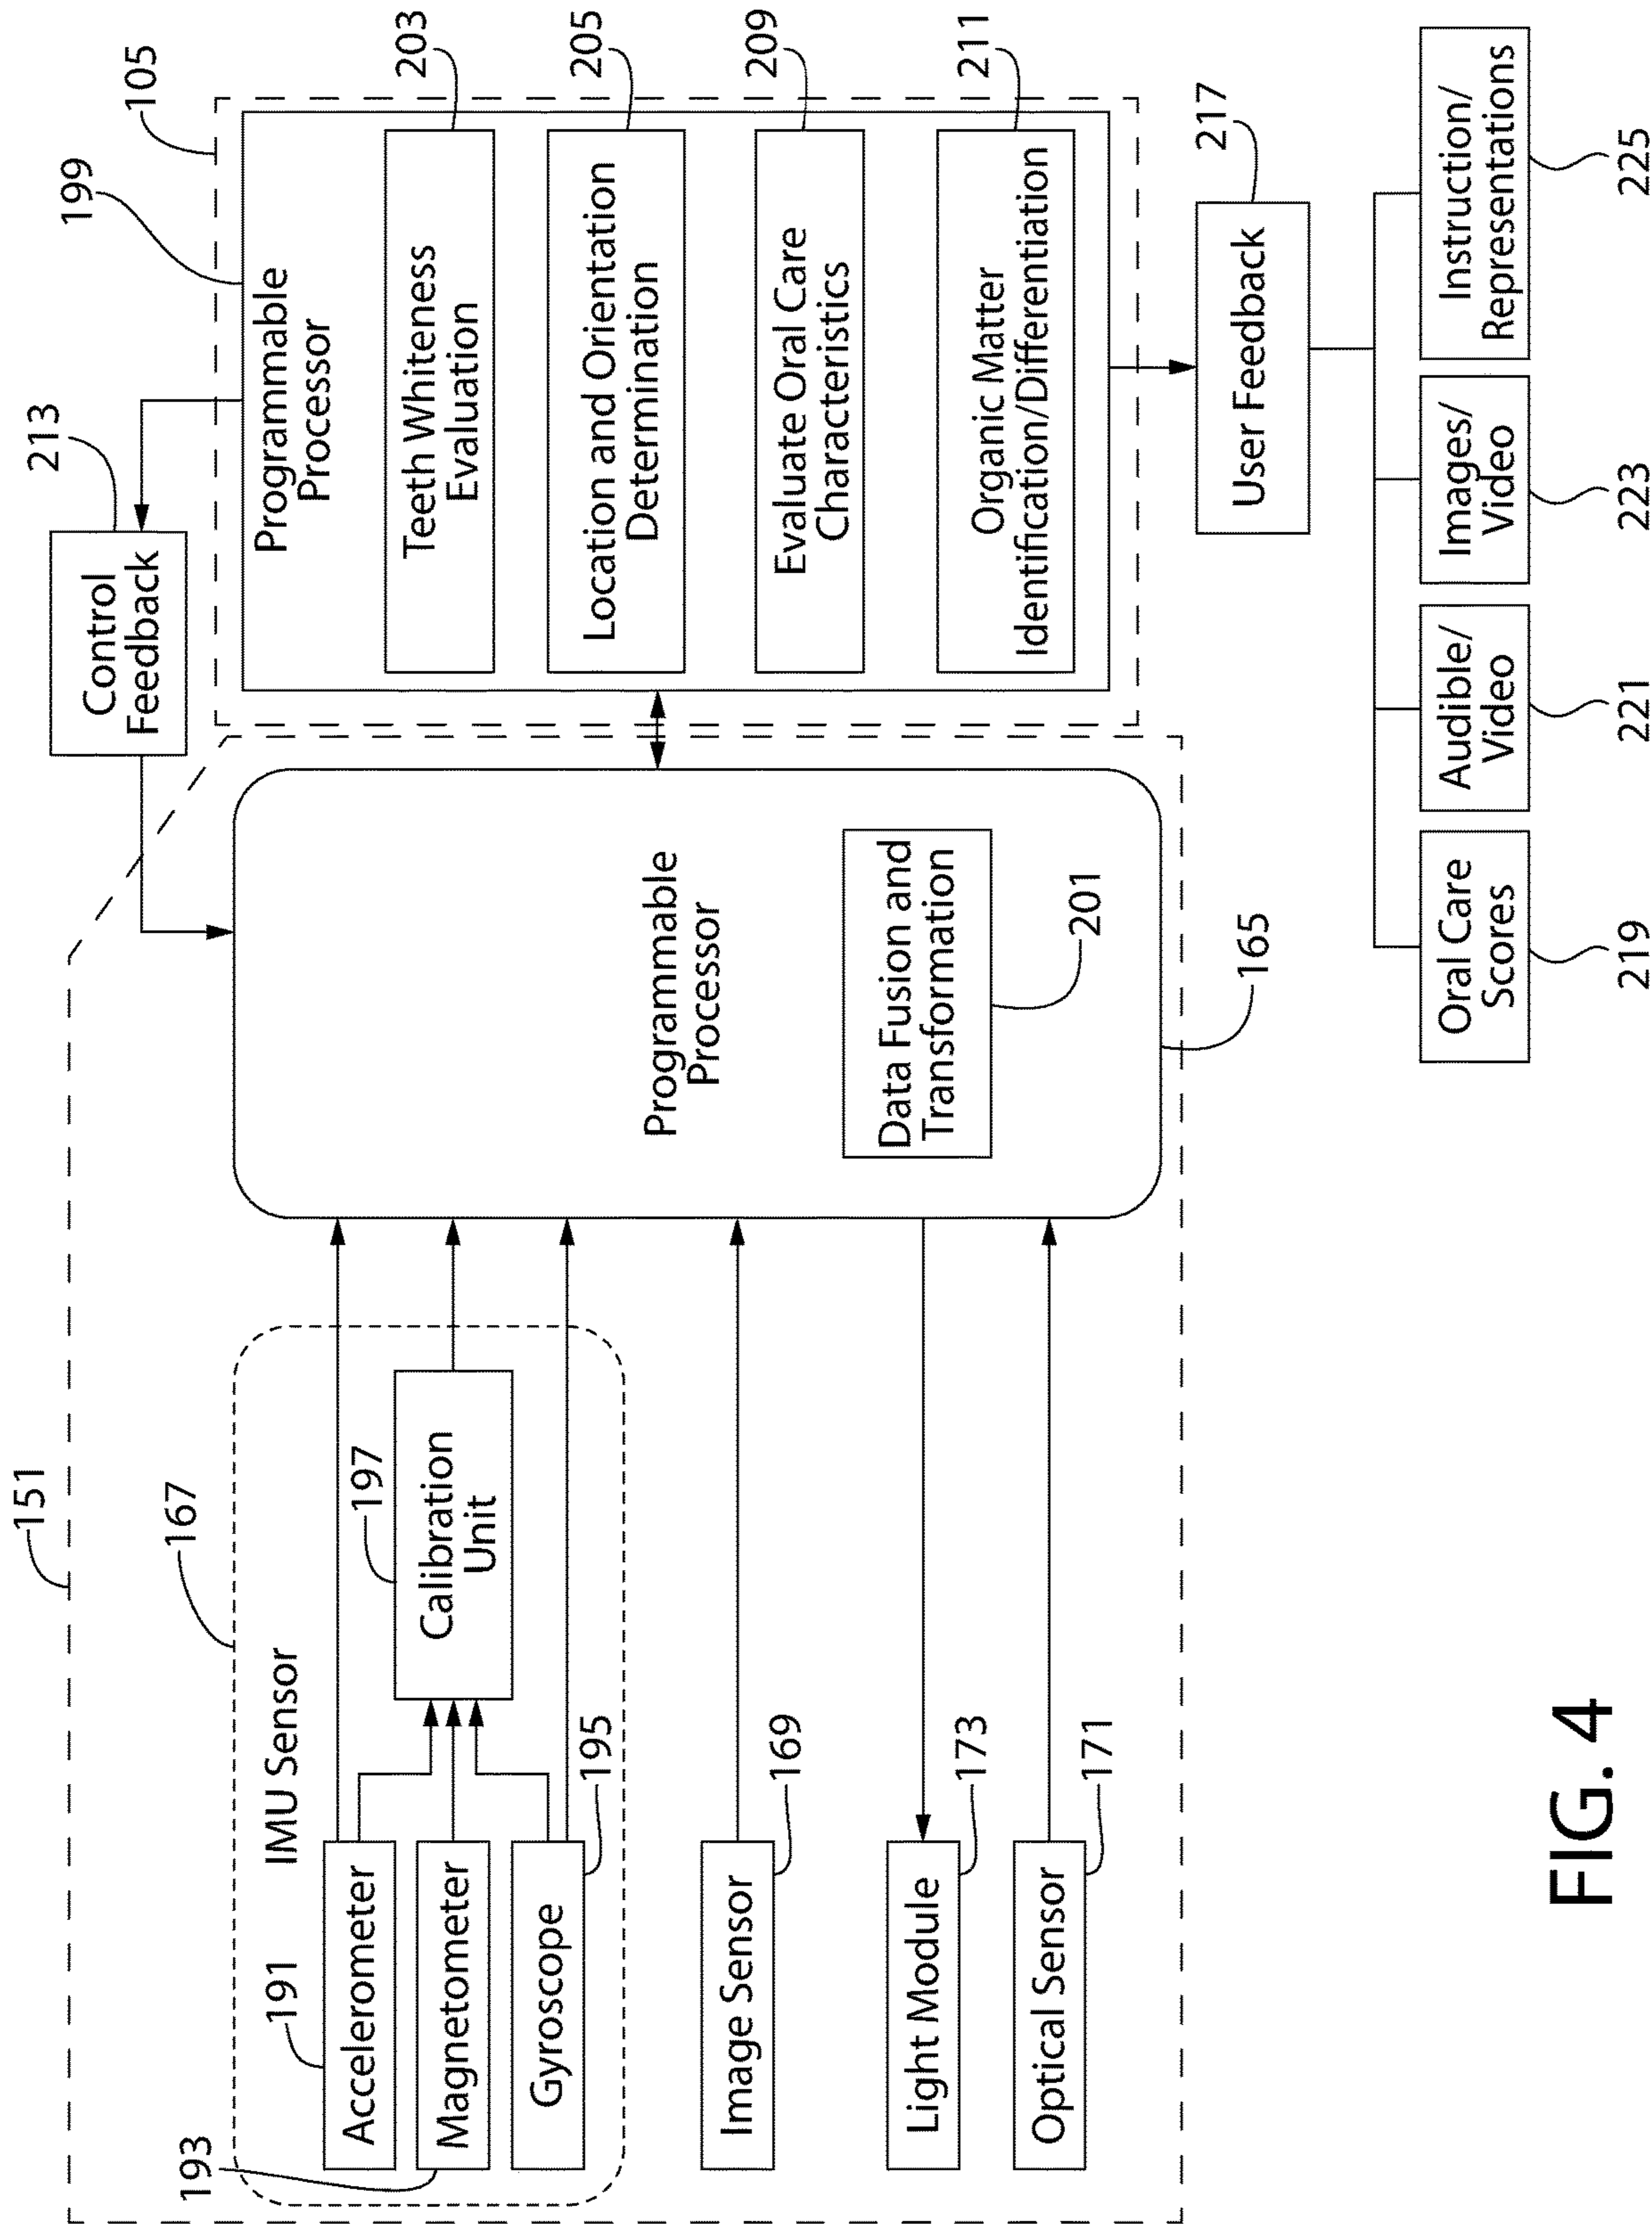 151
167
IMU Sensor
191
Accelerometer
193
Magnetometer
Gyroscope
195
197
Calibration
Unit
Image Sensor
169
Light Module
173
Optical Sensor
171
Programmable
Processor
Data Fusion and
Transformation
201
165
213
Control
Feedback
199
105
Programmable
Processor
203
Teeth Whiteness
Evaluation
205
Location and Orientation
Determination
209
Evaluate Oral Care
Characteristics
211
Organic Matter
Identification/Differentiation
217
User Feedback
Oral Care
Scores
219
Audible/
Video
221
Images/
Video
223
Instruction/
Representations
225
FIG. 4